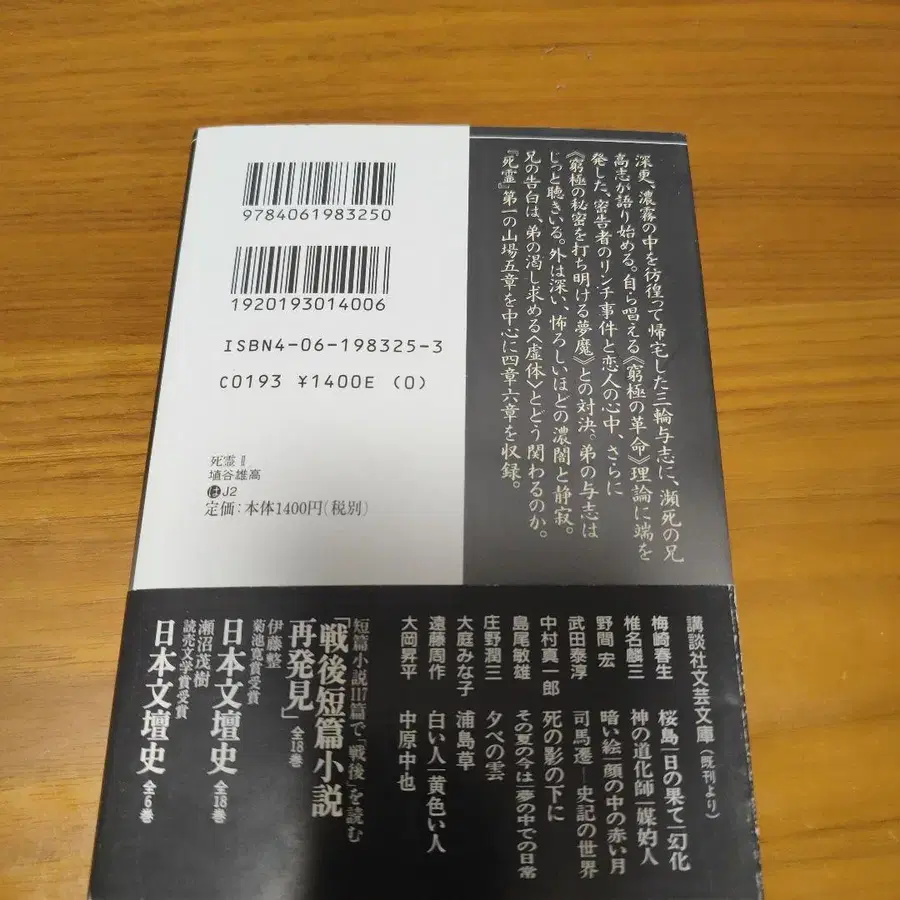 9784061983250
1920193014006
ISBN4-06-198325-3
C0193 ¥1400E (0)
死霊 Ⅱ
埴谷雄高
はJ2
定価:本体1400円(税別)
深更、濃霧の中を彷徨って帰宅した三輪与志に、瀕死の兄
高志が語り始める。自ら唱える《窮極の革命》理論に端を
発した、密告者のリンチ事件と恋人の心中、さらに
《窮極の秘密を打ち明ける夢魔》との対決。弟の与志は
じっと聴きいる。外は深い、怖ろしいほどの濃闇と静寂。
兄の告白は、弟の渇し求める〈虚体〉とどう関わるのか。
『死霊』第一の山場五章を中心に四章・六章を収録。
講談社文芸文庫(既刊より)
梅崎春生 桜島|日の果て|幻化
椎名麟三 神の道化師|媒妁人
野間宏 暗い絵|顔の中の赤い月
武田泰淳 司馬遷―史記の世界
中村真一郎 死の影の下に
島尾敏雄 その夏の今は|夢の中での日常
庄野潤三 夕べの雲
大庭みな子 浦島草
遠藤周作 白い人|黄色い人
大岡昇平 中原中也
短篇小説117篇で「戦後」を読む
「戦後短篇小説
再発見」全18巻
伊藤整
菊池寛賞受賞
日本文壇史 全18巻
瀬沼茂樹
読売文学賞受賞
日本文壇史 全6巻